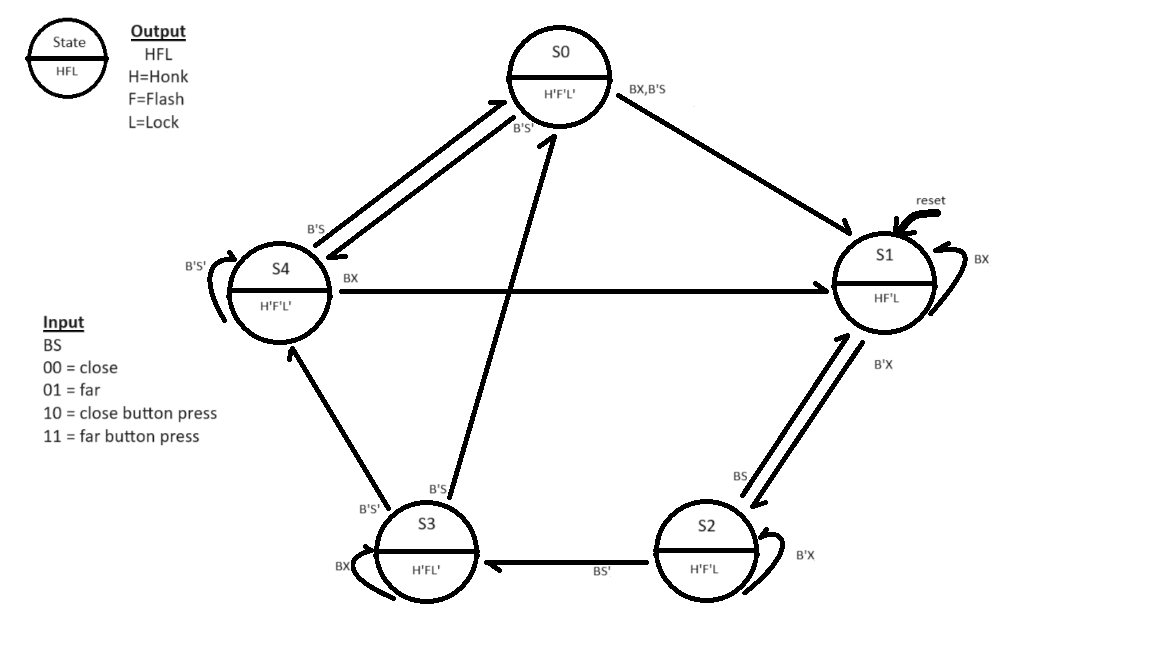 State
HFL
Output
HFL
H=Honk
F=Flash
L=Lock
S0
H'F'L'
BX,B'S
B'S'
reset
B'S
S4
H'F'L'
B'S'
BX
S1
HF'L
BX
Input
BS
00 = close
01 = far
10 = close button press
11 = far button press
B'X
BS
B'S
B'S'
S3
H'FL'
BX
S2
H'F'L
B'X
BS'